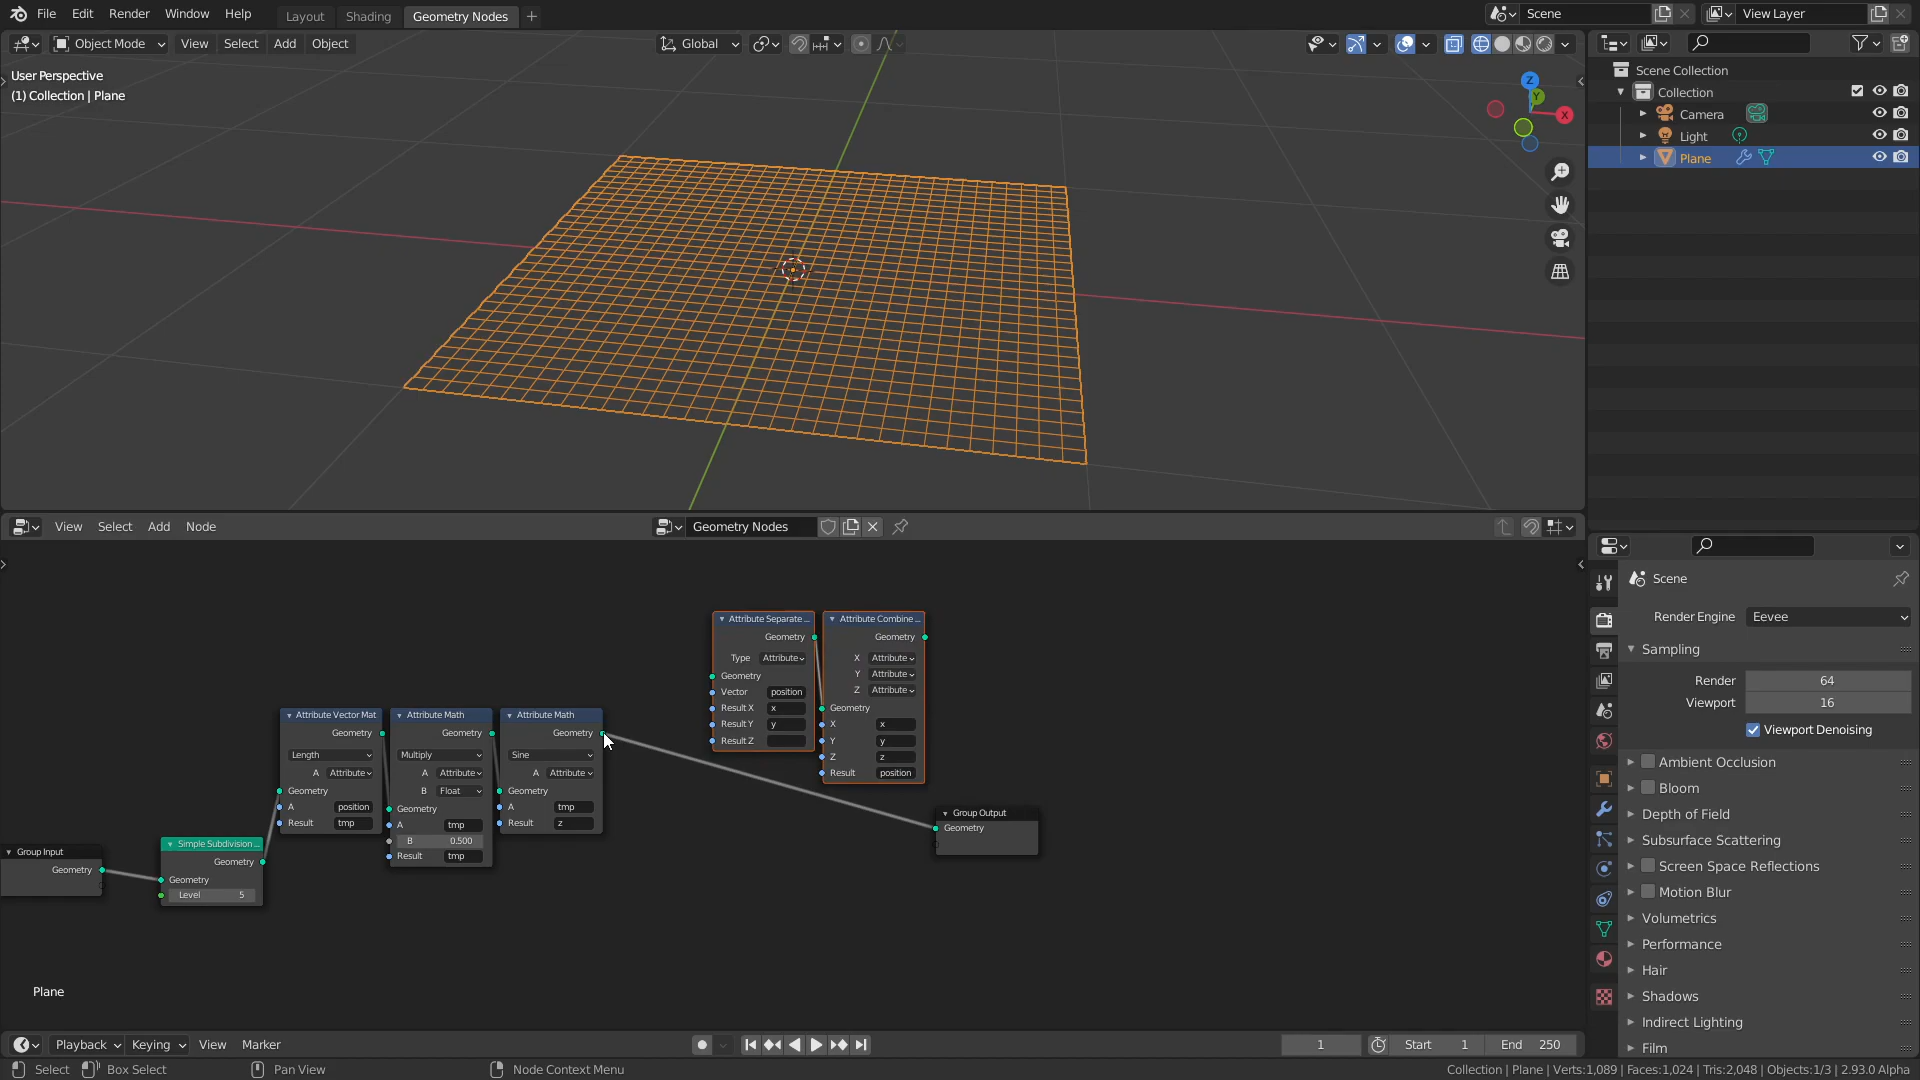 File Edit Render Window Help
Layout Shading Geometry Nodes +
Scene
View Layer
Object Mode View Select Add Object
Global
User Perspective
(1) Collection | Plane
Z
Y
X
Scene Collection
Collection
Camera
Light
Plane
View Select Add Node
Geometry Nodes
Attribute Separate ...
Geometry
Type Attribute
Geometry
Vector position
Result X x
Result Y y
Result Z
Attribute Combine ...
Geometry
X Attribute
Y Attribute
Z Attribute
Geometry
X x
Y y
Z z
Result position
Attribute Vector Mat
Geometry
Length
A Attribute
Geometry
A position
Result tmp
Attribute Math
Geometry
Multiply
A Attribute
B Float
Geometry
A tmp
B 0.500
Result tmp
Attribute Math
Geometry
Sine
A Attribute
Geometry
A tmp
Result z
Group Output
Geometry
Group Input
Geometry
Simple Subdivision ...
Geometry
Geometry
Level 5
Plane
Scene
Render Engine Eevee
Sampling
Render 64
Viewport 16
Viewport Denoising
Ambient Occlusion
Bloom
Depth of Field
Subsurface Scattering
Screen Space Reflections
Motion Blur
Volumetrics
Performance
Hair
Shadows
Indirect Lighting
Film
Playback Keying View Marker
1 Start 1 End 250
Select Box Select Pan View Node Context Menu
Collection | Plane | Verts:1,089 | Faces:1,024 | Tris:2,048 | Objects:1/3 | 2.93.0 Alpha